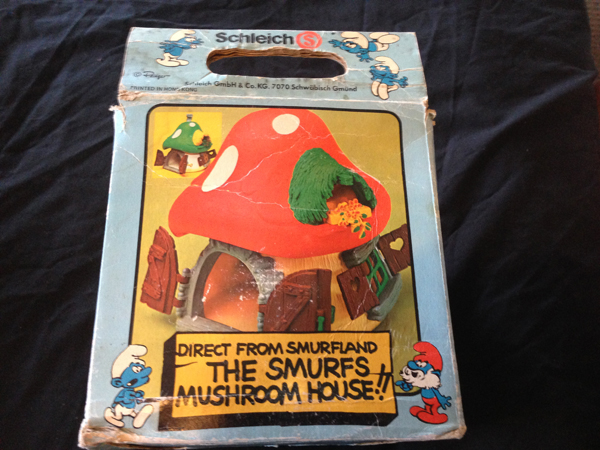 Schleich S
© Peyo
Schleich GmbH & Co. KG. 7070 Schwäbisch Gmünd
PRINTED IN HONG KONG
DIRECT FROM SMURFLAND
THE SMURFS
MUSHROOM HOUSE!!